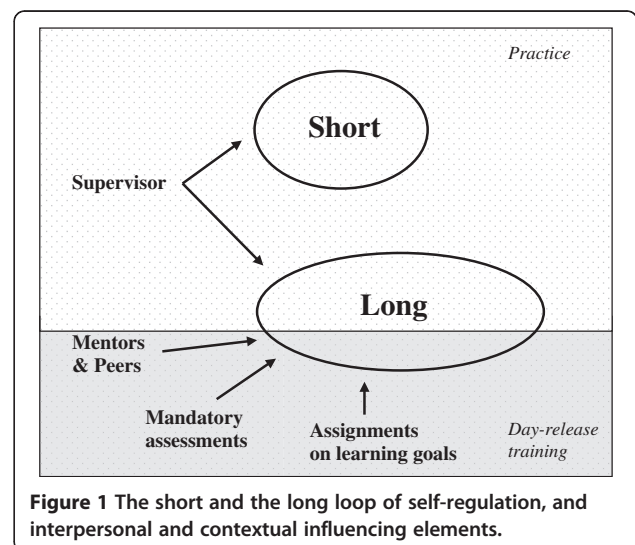 Practice
Short
Supervisor
Long
Mentors
& Peers
Mandatory
assessments
Assignments
on learning goals
Day-release
training
Figure 1 The short and the long loop of self-regulation, and
interpersonal and contextual influencing elements.